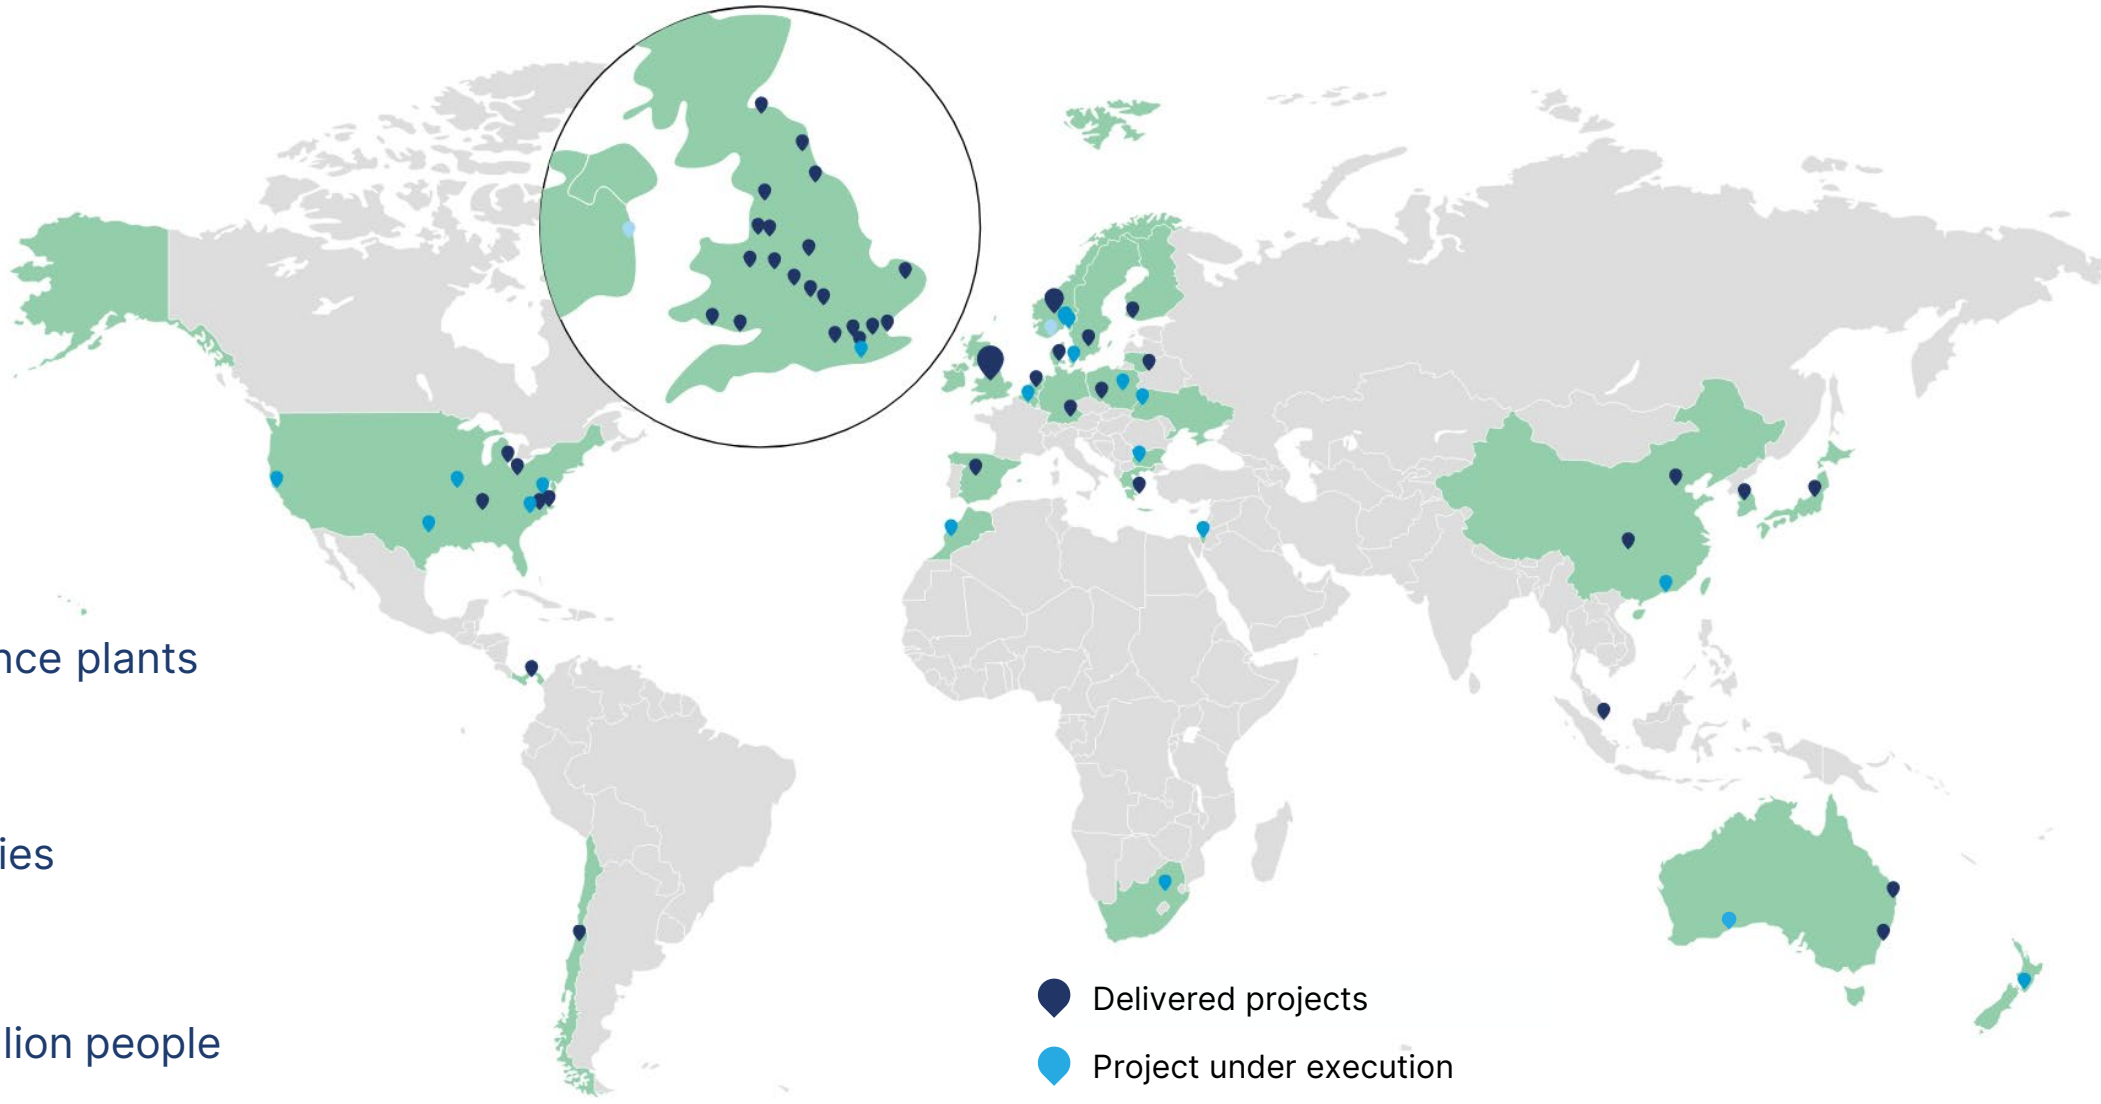 nce plants
ies
lion people
Delivered projects
Project under execution